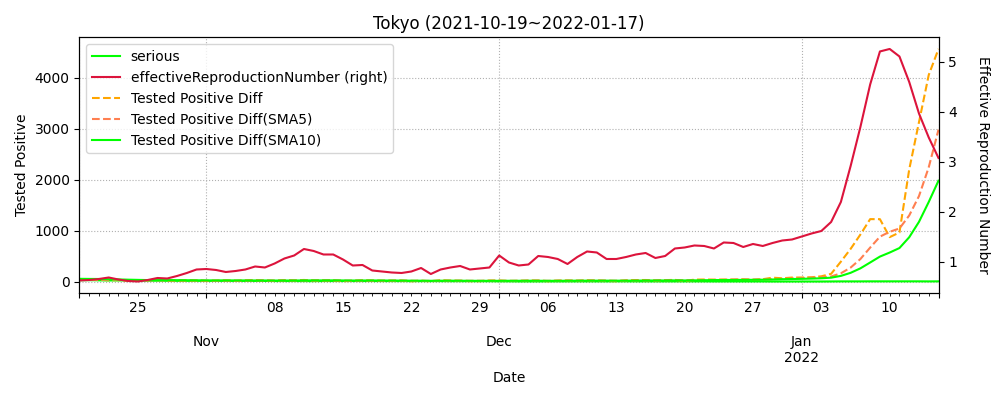 Tokyo (2021-10-19~2022-01-17)
serious
effectiveReproductionNumber (right)
Tested Positive Diff
Tested Positive Diff(SMA5)
Tested Positive Diff(SMA10)
Tested Positive
4000
3000
2000
1000
0
Effective Reproduction Number
5
4
3
2
1
25 08 15 22 29 06 13 20 27 03 10
Nov Dec Jan
2022
Date